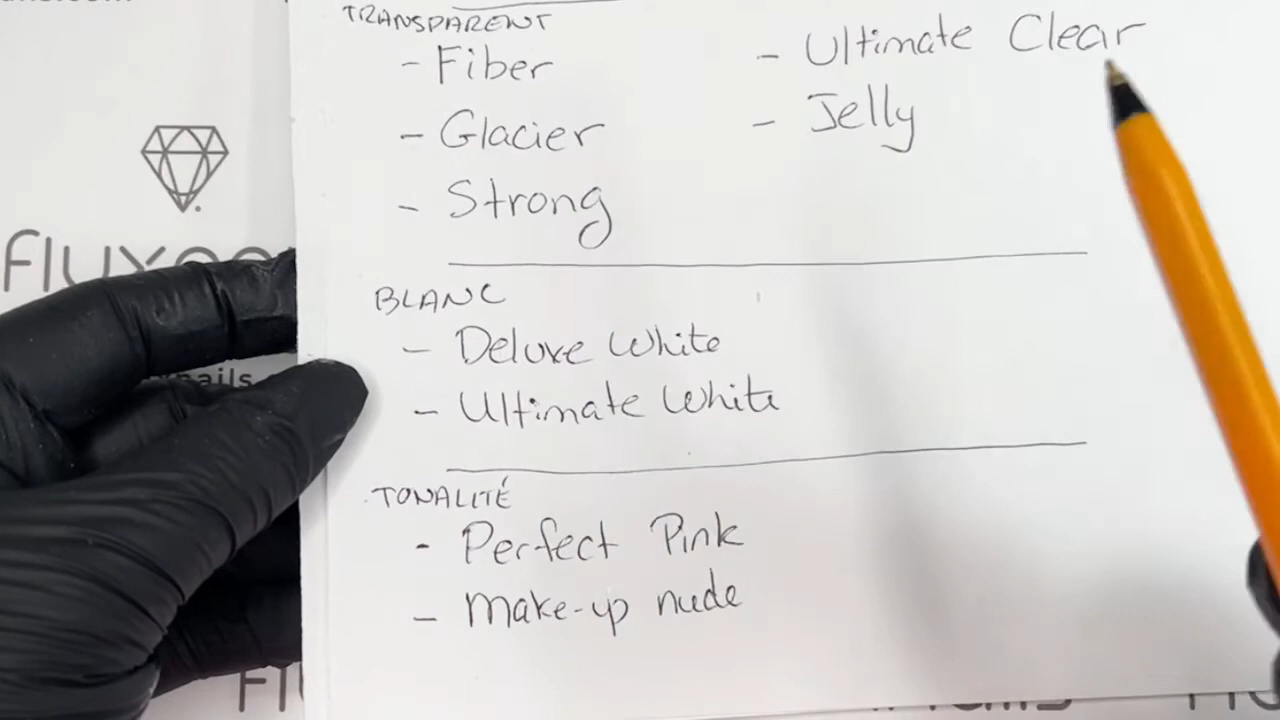 TRANSPARENT
- Fiber
- Glacier
- Strong
- Ultimate Clear
- Jelly
BLANC
- Deluxe White
- Ultimate White
TONALITÉ
- Perfect Pink
- Make-up nude